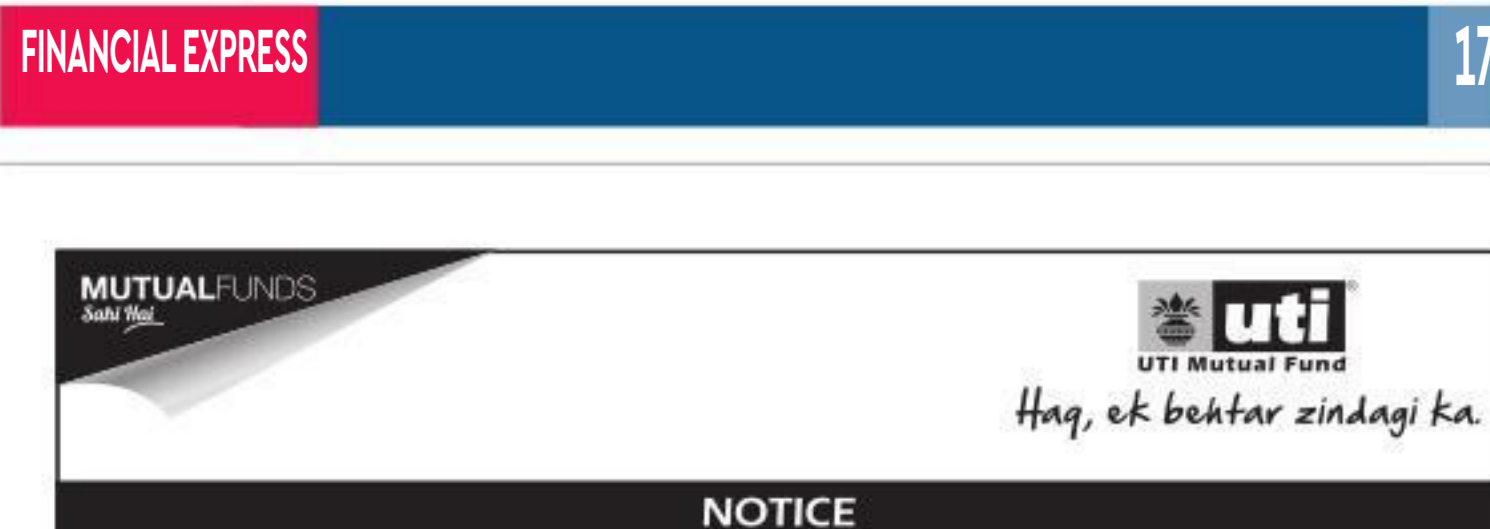 FINANCIAL EXPRESS
17
MUTUALFUNDS
Sahi Hai
uti
UTI Mutual Fund
Haq, ek behtar zindagi ka.
NOTICE